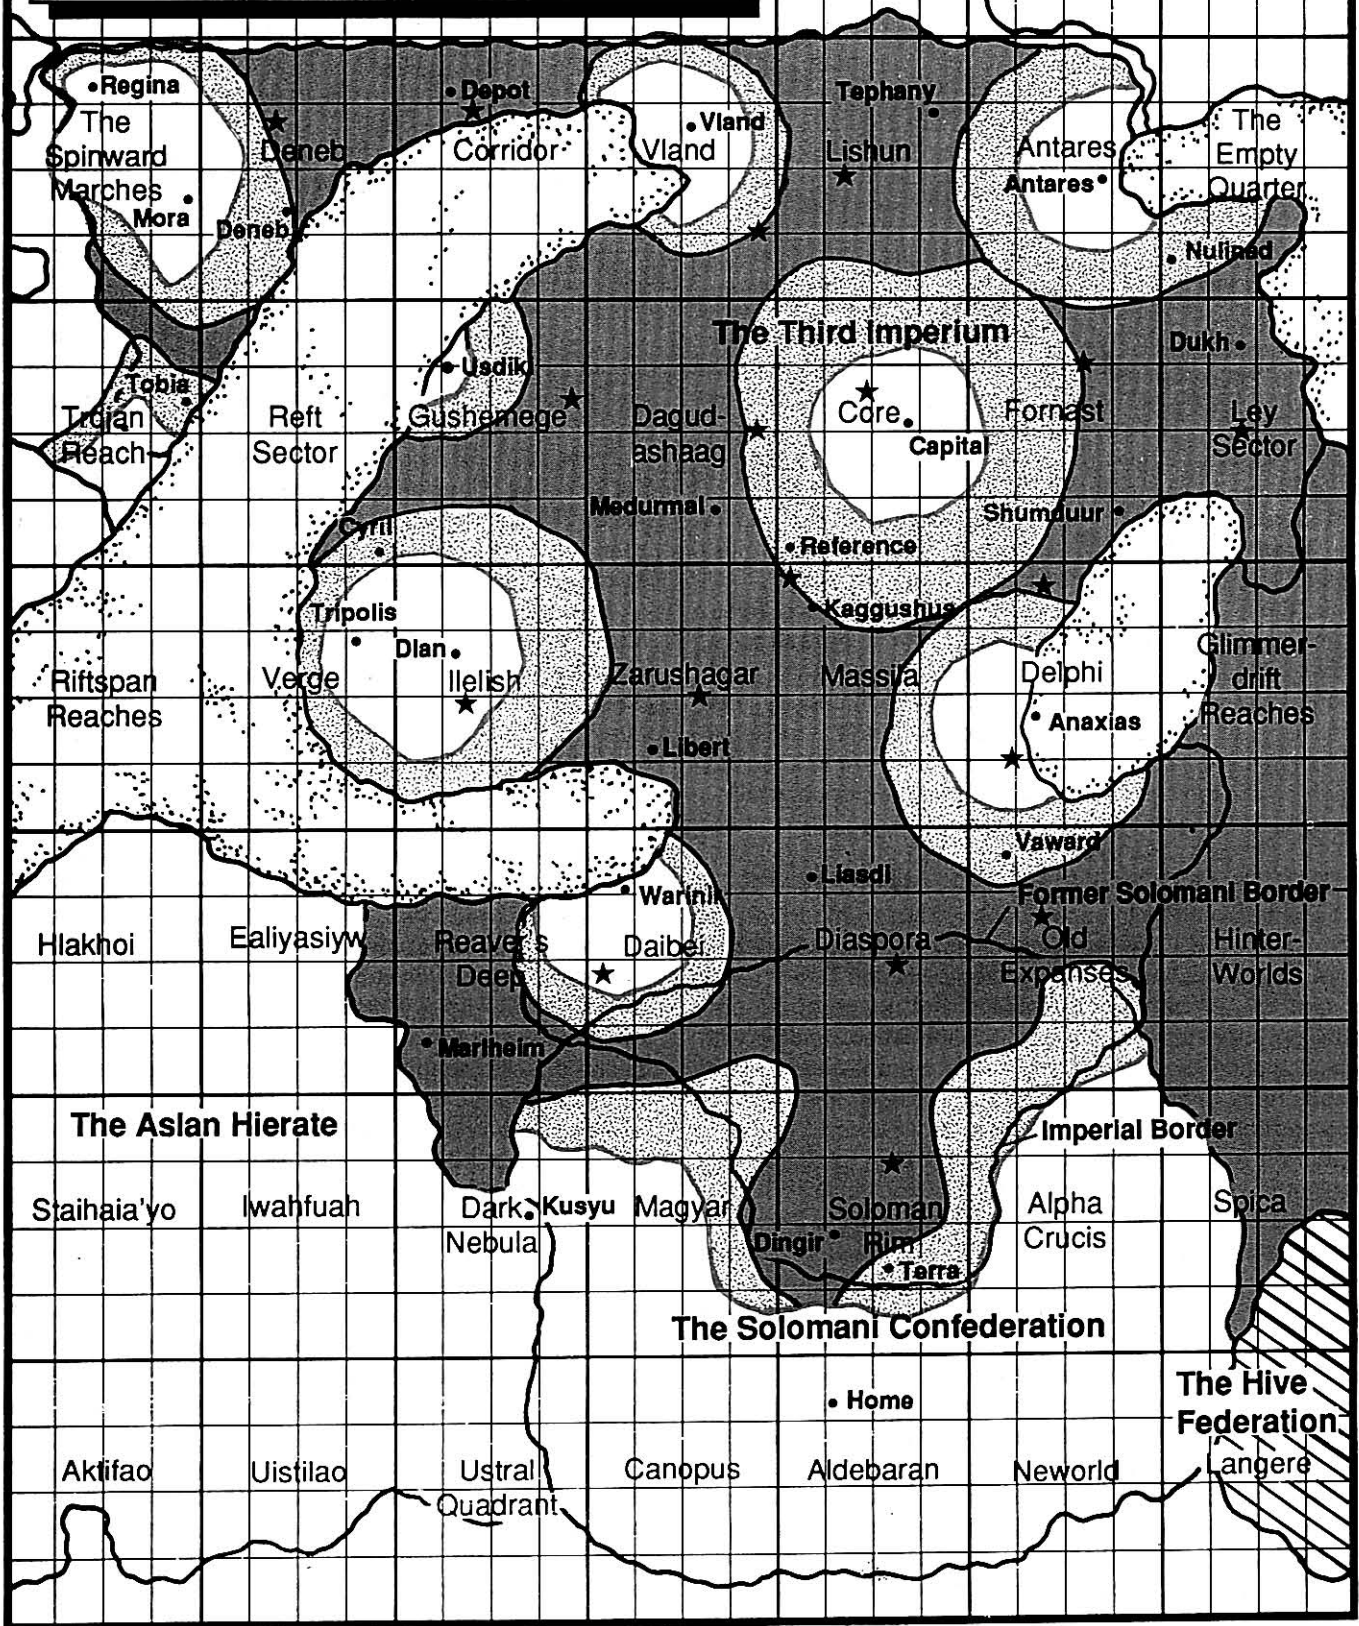 Regina
The
Spinward
Marches
Mora
Deneb
Deneb
Depot
Corridor
Vland
Vland
Tephany
Lishun
Antares
Antares
The
Empty
Quarter
Nulinad
The Third Imperium
Dukh
Usdik
Tobia
Trojan
Reach
Reft
Sector
Gushemege
Dagud-
ashaag
Core
Capital
Fornast
Ley
Sector
Medurmal
Shumduur
Cyril
Reference
Kaggushus
Tripolis
Dlan
Verge
Ilelish
Riftspan
Reaches
Zarushagar
Massila
Delphi
Anaxias
Glimmer-
drift
Reaches
Libert
Vaward
Liasdi
Warinir
Former Solomani Border
Hlakhoi
Ealiyasiyw
Reaver's
Deep
Daibei
Diaspora
Old
Expanses
Hinter-
Worlds
Marlheim
The Aslan Hierate
Imperial Border
Staihaia'yo
Iwahfuah
Dark
Nebula
Kusyu
Magyar
Soloman
Rim
Dingir
Terra
Alpha
Crucis
Spica
The Solomani Confederation
Home
The Hive
Federation
Aktifao
Uistilao
Ustral
Quadrant
Canopus
Aldebaran
Neworld
Langere